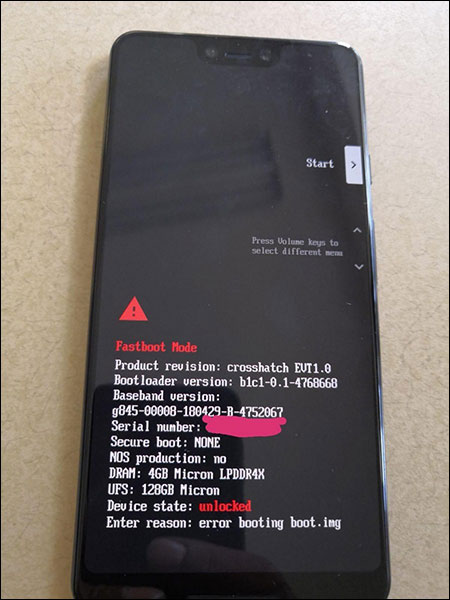 Start
Press Volume keys to
select different menu
Fastboot Mode
Product revision: crosshatch EVT1.0
Bootloader version: b1c1-0.1-4768668
Baseband version:
g845-00008-180429-B-4752067
Serial number:
Secure boot: NONE
NOS production: no
DRAM: 4GB Micron LPDDR4X
UFS: 128GB Micron
Device state: unlocked
Enter reason: error booting boot.img